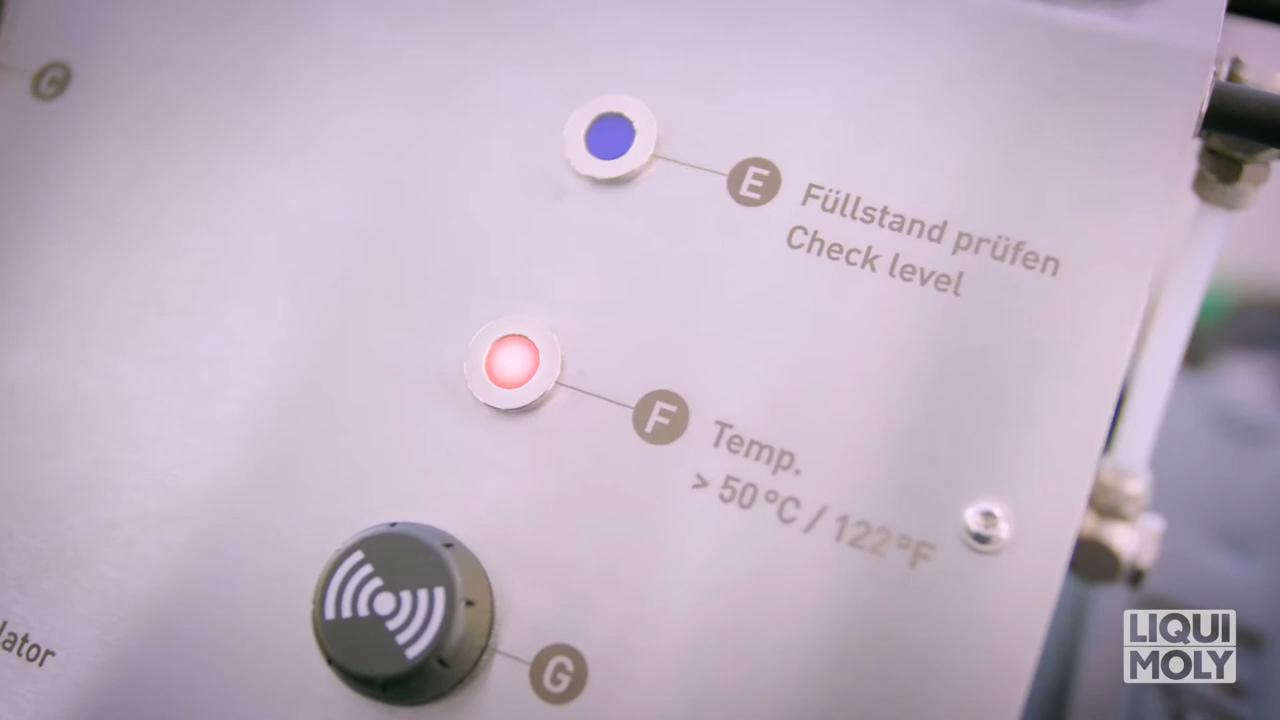 C
E
Füllstand prüfen
Check level
F
Temp.
> 50°C / 122°F
lator
G
LIQUI
MOLY